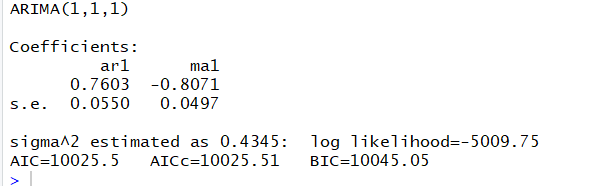 ARIMA(1,1,1)
Coefficients:
ar1 ma1
0.7603 -0.8071
s.e. 0.0550 0.0497
sigma^2 estimated as 0.4345: log likelihood=-5009.75
AIC=10025.5 AICc=10025.51 BIC=10045.05
>